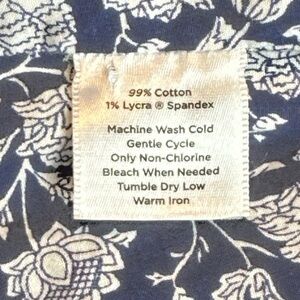 99% Cotton
1% Lycra ® Spandex
Machine Wash Cold
Gentle Cycle
Only Non-Chlorine
Bleach When Needed
Tumble Dry Low
Warm Iron